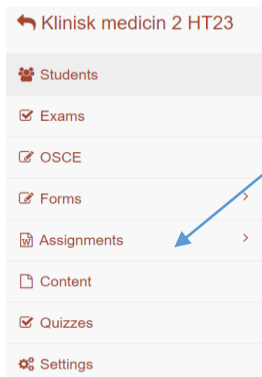 Klinisk medicin 2 HT23
Students
Exams
OSCE
Forms
Assignments
Content
Quizzes
Settings